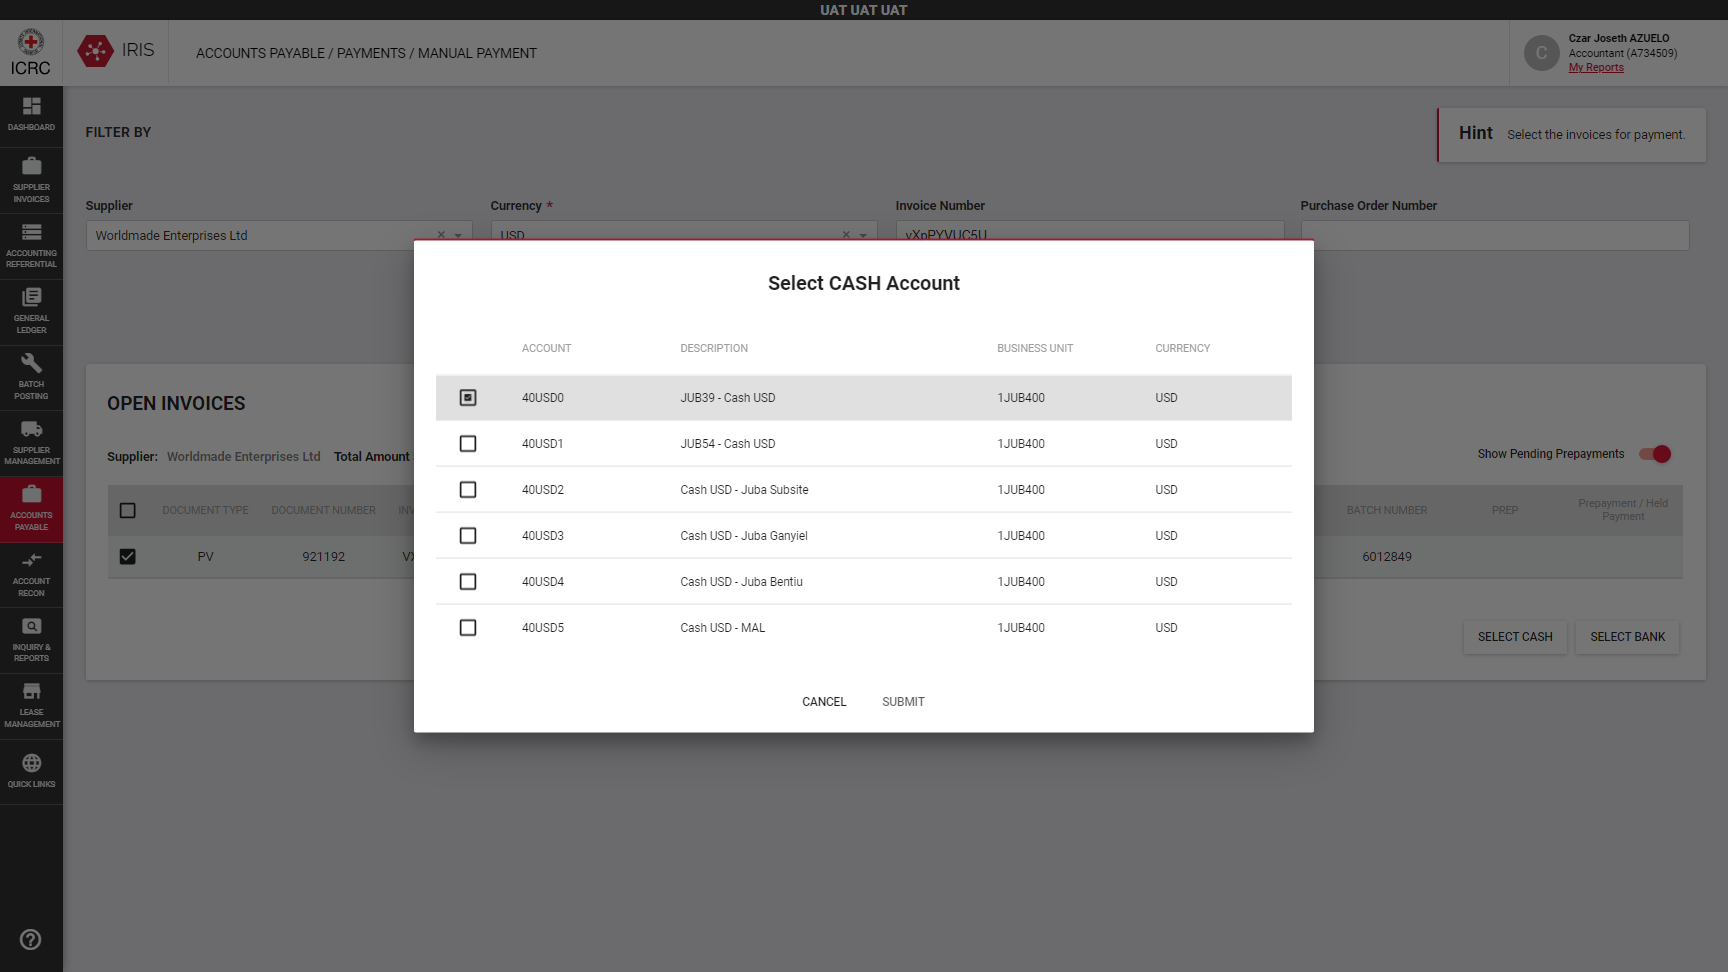 UAT UAT UAT
ICRC
IRIS
ACCOUNTS PAYABLE / PAYMENTS / MANUAL PAYMENT
C
Czar Joseth AZUELO
Accountant (A734509)
My Reports
DASHBOARD
SUPPLIER
INVOICES
ACCOUNTING
REFERENTIAL
GENERAL
LEDGER
BATCH
POSTING
SUPPLIER
MANAGEMENT
ACCOUNTS
PAYABLE
ACCOUNT
RECON
INQUIRY &
REPORTS
LEASE
MANAGEMENT
QUICK LINKS
FILTER BY
Hint Select the invoices for payment.
Supplier Currency * Invoice Number Purchase Order Number
Worldmade Enterprises Ltd USD vXpPYVUC5U
OPEN INVOICES
Supplier: Worldmade Enterprises Ltd Total Amount
Show Pending Prepayments
DOCUMENT TYPE DOCUMENT NUMBER BATCH NUMBER PREP Prepayment / Held
Payment
PV 921192 6012849
SELECT CASH SELECT BANK
Select CASH Account
ACCOUNT DESCRIPTION BUSINESS UNIT CURRENCY
40USD0 JUB39 - Cash USD 1JUB400 USD
40USD1 JUB54 - Cash USD 1JUB400 USD
40USD2 Cash USD - Juba Subsite 1JUB400 USD
40USD3 Cash USD - Juba Ganyiel 1JUB400 USD
40USD4 Cash USD - Juba Bentiu 1JUB400 USD
40USD5 Cash USD - MAL 1JUB400 USD
CANCEL SUBMIT